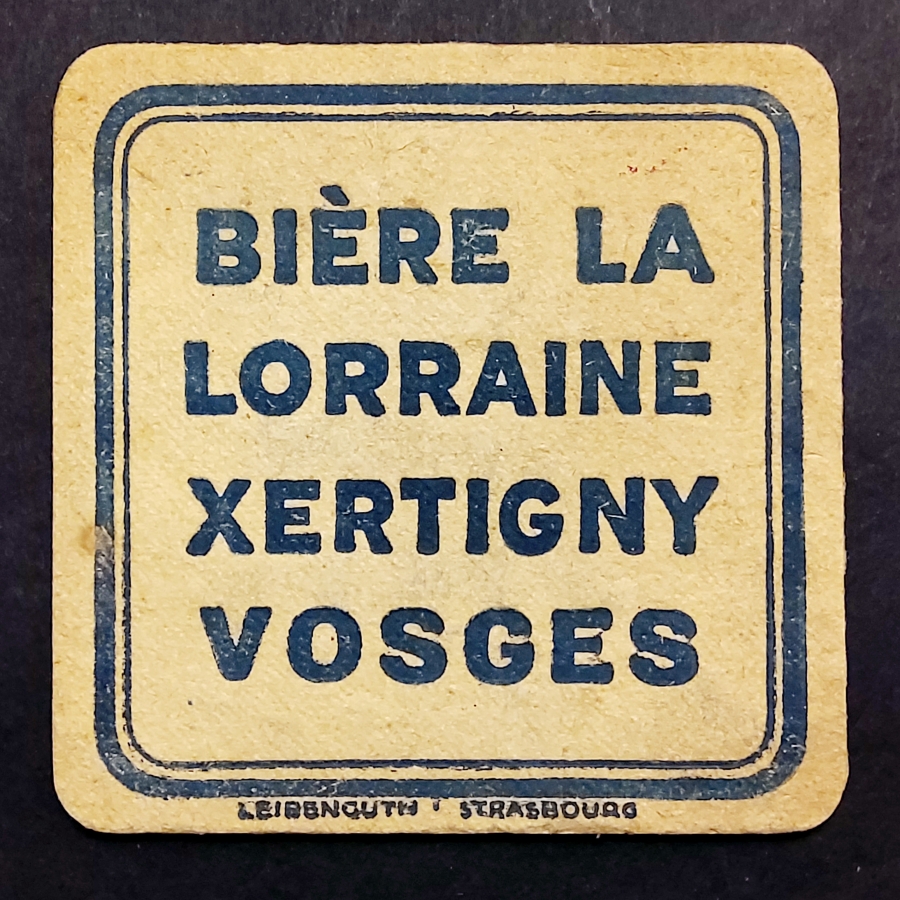 BIÈRE LA
LORRAINE
XERTIGNY
VOSGES
LEIBENGUTH STRASBOURG